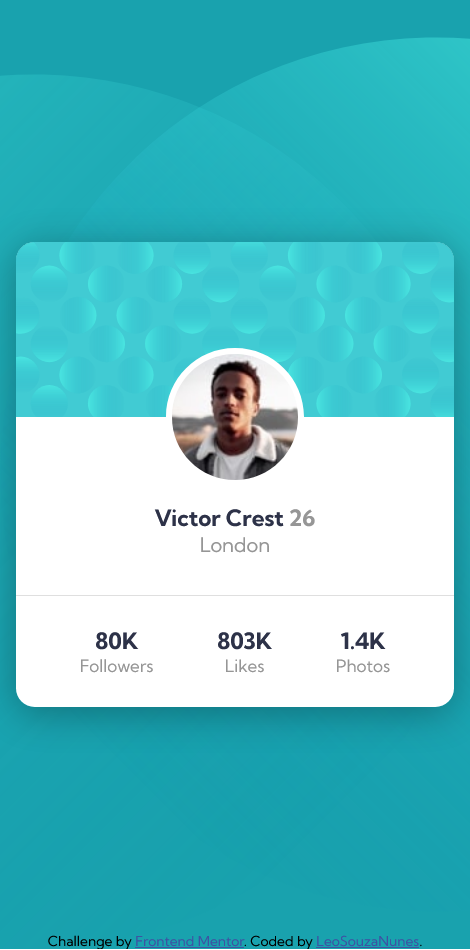 Victor Crest 26
London
80K 803K 1.4K
Followers Likes Photos
Challenge by Frontend Mentor. Coded by LeoSouzaNunes.